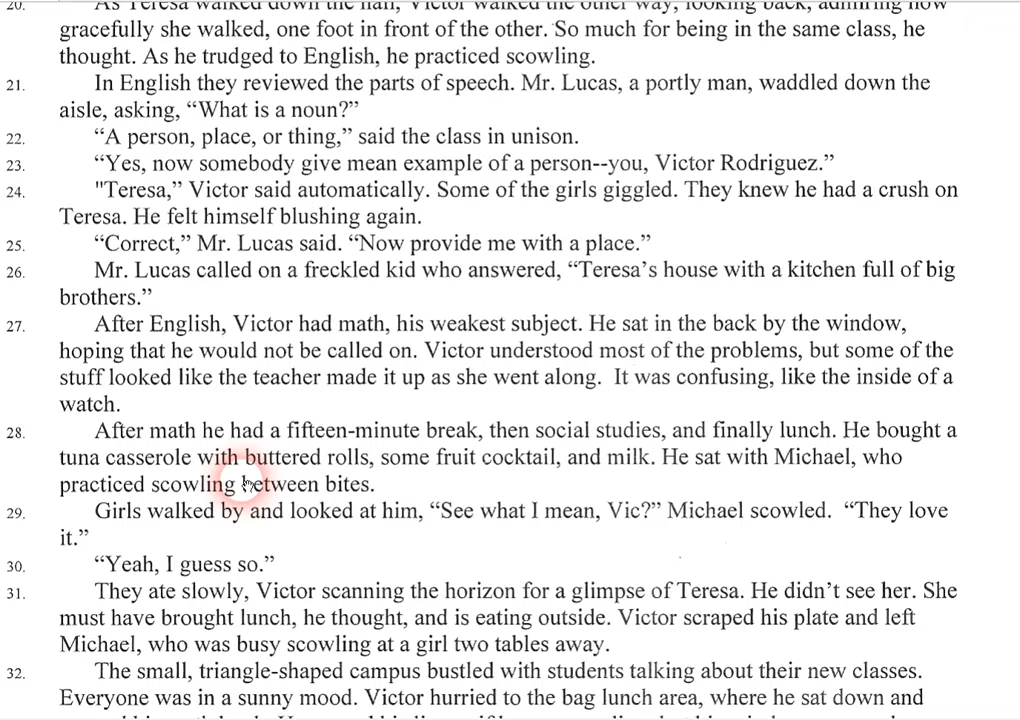 20. As Teresa walked down the hall, Victor walked the other way, looking back, admiring how
gracefully she walked, one foot in front of the other. So much for being in the same class, he
thought. As he trudged to English, he practiced scowling.
21. In English they reviewed the parts of speech. Mr. Lucas, a portly man, waddled down the
aisle, asking, “What is a noun?”
22. “A person, place, or thing,” said the class in unison.
23. “Yes, now somebody give mean example of a person--you, Victor Rodriguez.”
24. "Teresa,” Victor said automatically. Some of the girls giggled. They knew he had a crush on
Teresa. He felt himself blushing again.
25. “Correct,” Mr. Lucas said. “Now provide me with a place.”
26. Mr. Lucas called on a freckled kid who answered, “Teresa’s house with a kitchen full of big
brothers.”
27. After English, Victor had math, his weakest subject. He sat in the back by the window,
hoping that he would not be called on. Victor understood most of the problems, but some of the
stuff looked like the teacher made it up as she went along. It was confusing, like the inside of a
watch.
28. After math he had a fifteen-minute break, then social studies, and finally lunch. He bought a
tuna casserole with buttered rolls, some fruit cocktail, and milk. He sat with Michael, who
practiced scowling between bites.
29. Girls walked by and looked at him, “See what I mean, Vic?” Michael scowled. “They love
it.”
30. “Yeah, I guess so.”
31. They ate slowly, Victor scanning the horizon for a glimpse of Teresa. He didn’t see her. She
must have brought lunch, he thought, and is eating outside. Victor scraped his plate and left
Michael, who was busy scowling at a girl two tables away.
32. The small, triangle-shaped campus bustled with students talking about their new classes.
Everyone was in a sunny mood. Victor hurried to the bag lunch area, where he sat down and